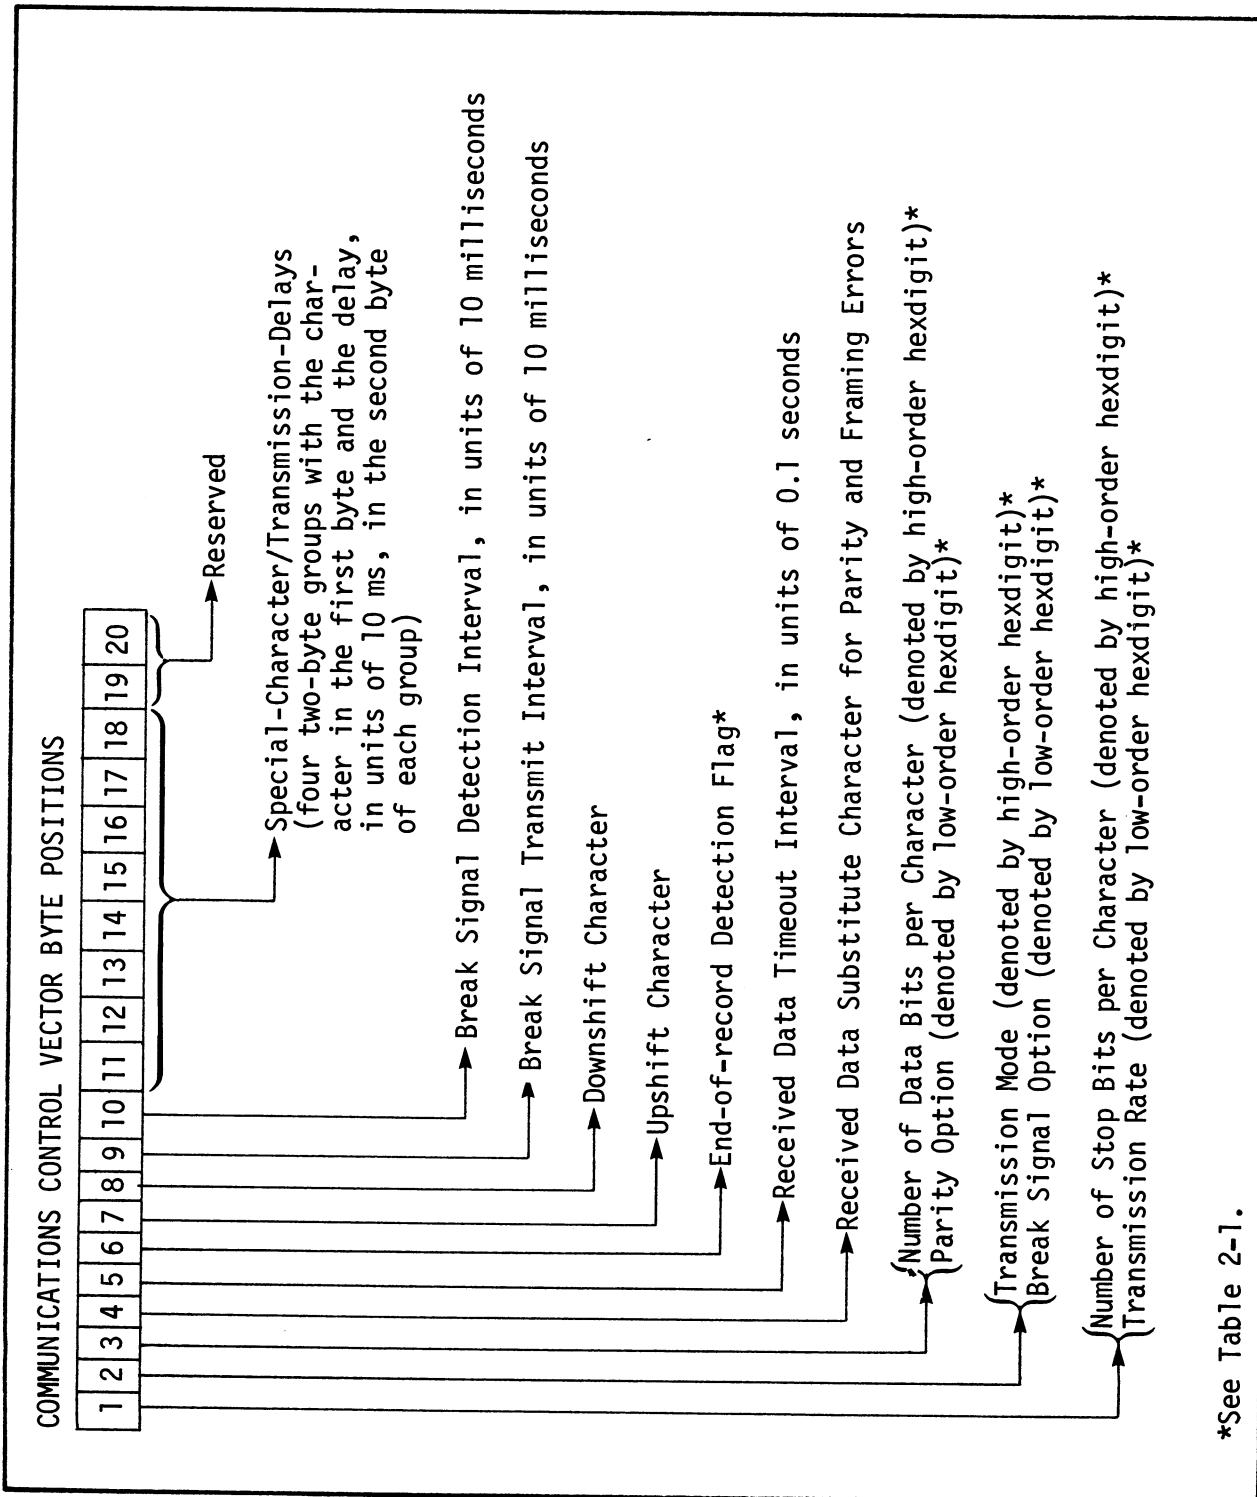 COMMUNICATIONS CONTROL VECTOR BYTE POSITIONS
1 2 3 4 5 6 7 8 9 10 11 12 13 14 15 16 17 18 19 20
Reserved
Special-Character/Transmission-Delays
(four two-byte groups with the char-
acter in the first byte and the delay,
in units of 10 ms, in the second byte
of each group)
Break Signal Detection Interval, in units of 10 milliseconds
Break Signal Transmit Interval, in units of 10 milliseconds
Downshift Character
Upshift Character
End-of-record Detection Flag*
Received Data Timeout Interval, in units of 0.1 seconds
Received Data Substitute Character for Parity and Framing Errors
Number of Data Bits per Character (denoted by high-order hexdigit)*
Parity Option (denoted by low-order hexdigit)*
Transmission Mode (denoted by high-order hexdigit)*
Break Signal Option (denoted by low-order hexdigit)*
Number of Stop Bits per Character (denoted by high-order hexdigit)*
Transmission Rate (denoted by low-order hexdigit)*
*See Table 2-1.